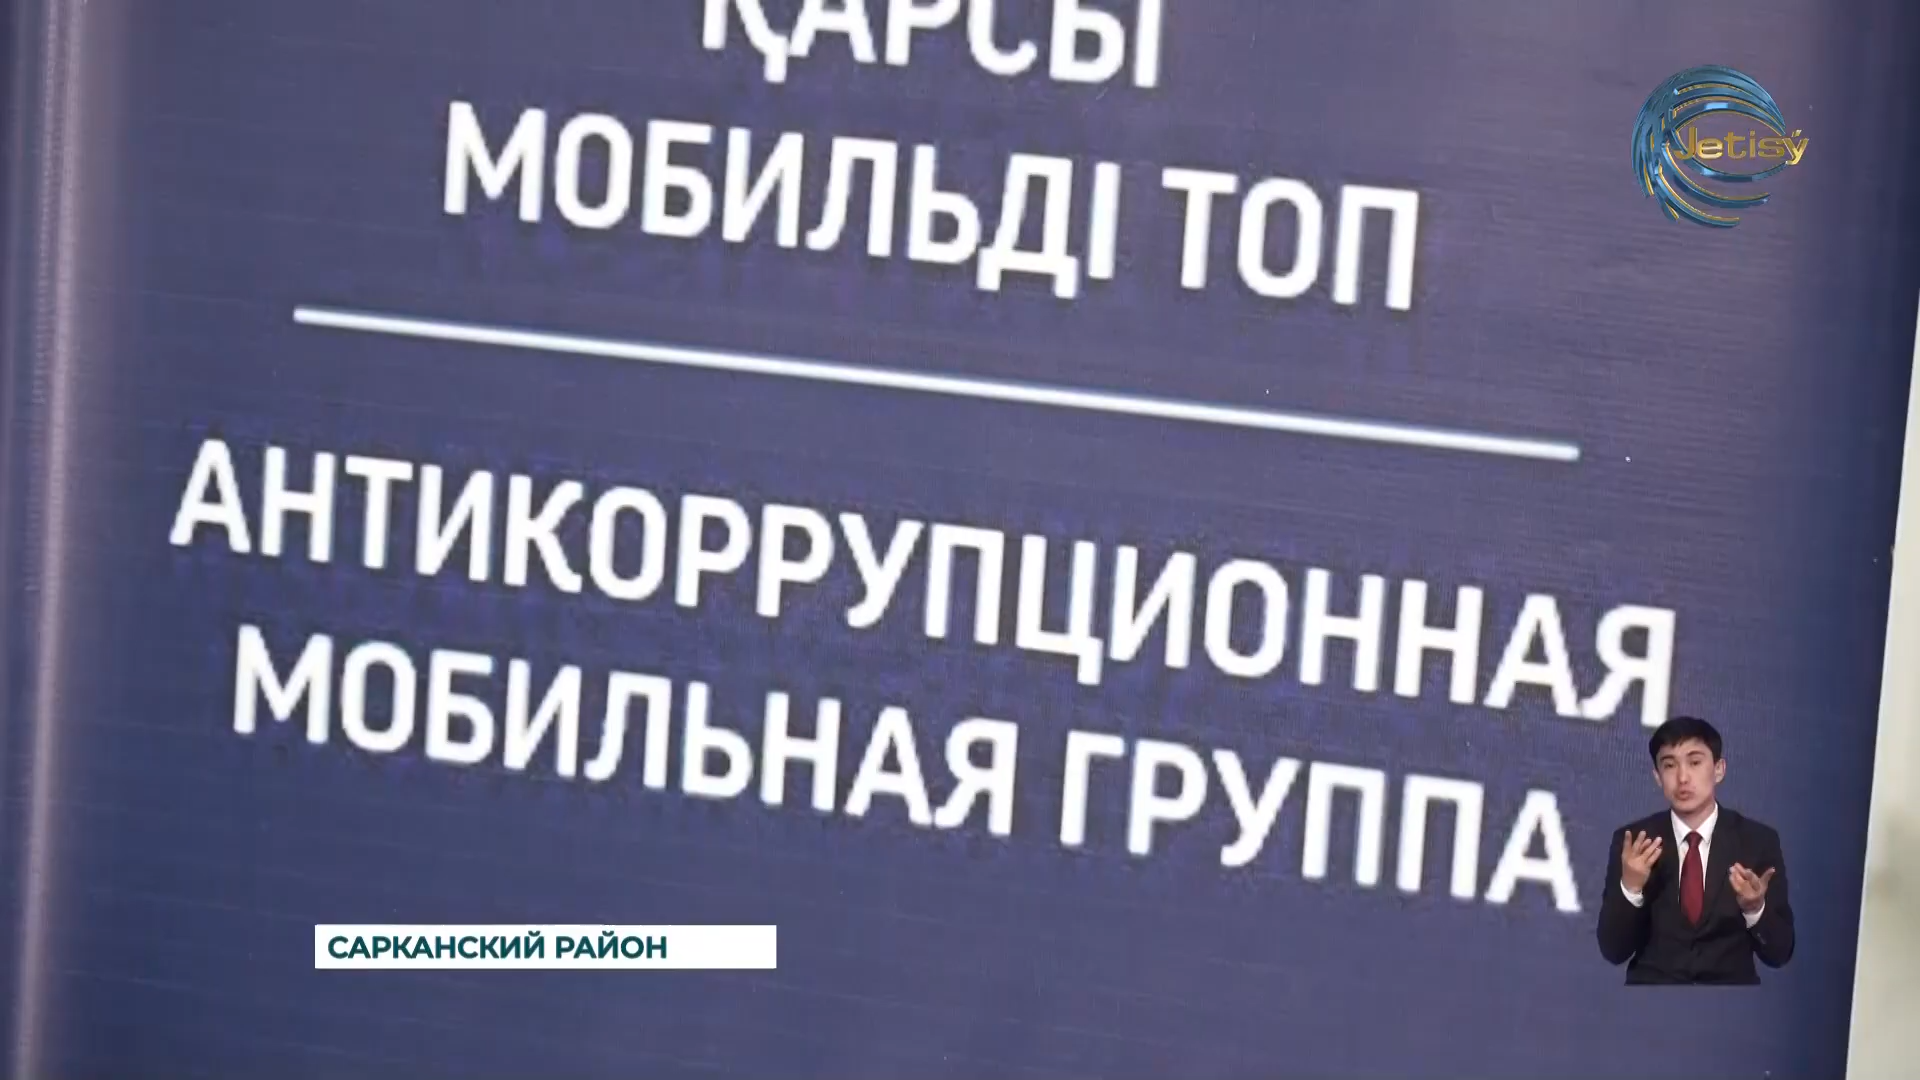 ҚАРСЫ
МОБИЛЬДІ ТОП
АНТИКОРРУПЦИОННАЯ
МОБИЛЬНАЯ ГРУППА
Jetisý
САРКАНСКИЙ РАЙОН